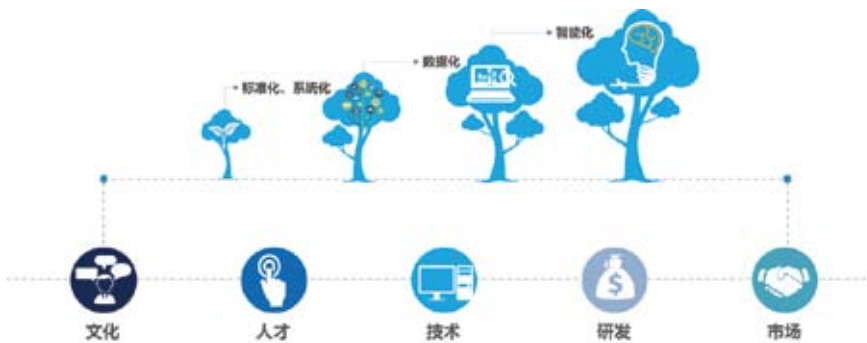 智能化
数据化
标准化、系统化
文化
人才
技术
研发
市场